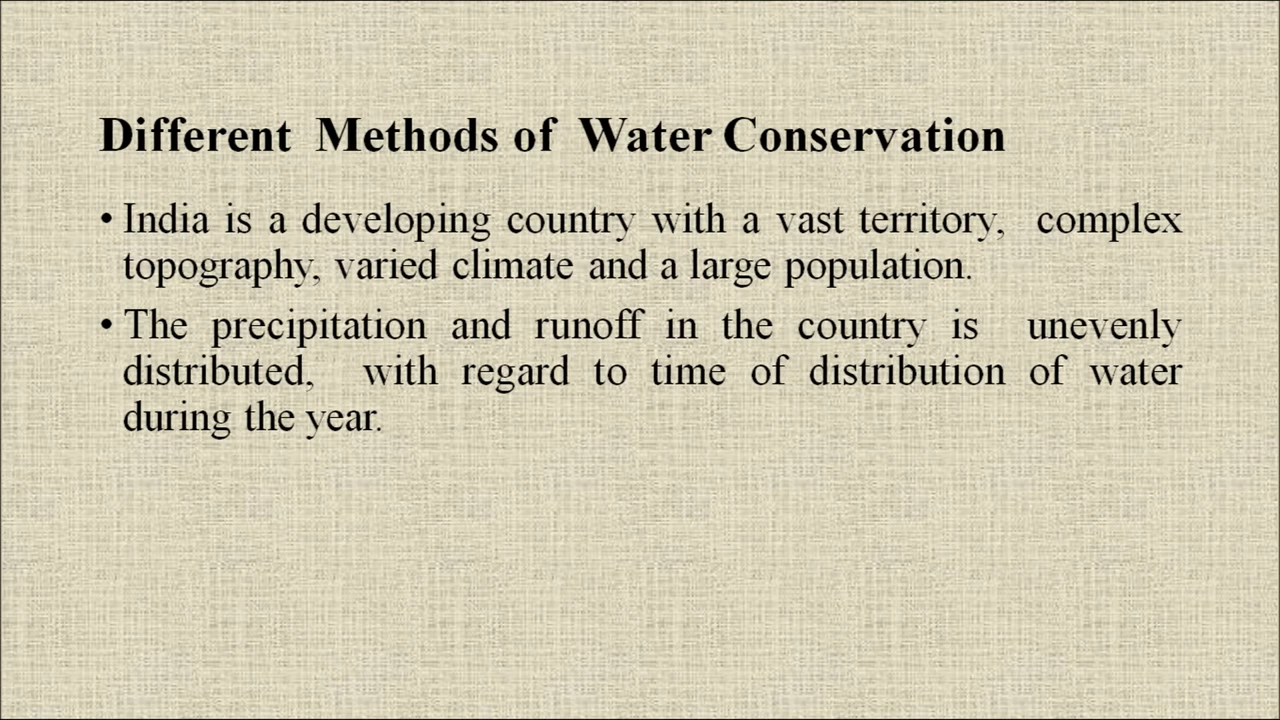 Different Methods of Water Conservation
• India is a developing country with a vast territory, complex
topography, varied climate and a large population.
• The precipitation and runoff in the country is unevenly
distributed, with regard to time of distribution of water
during the year.